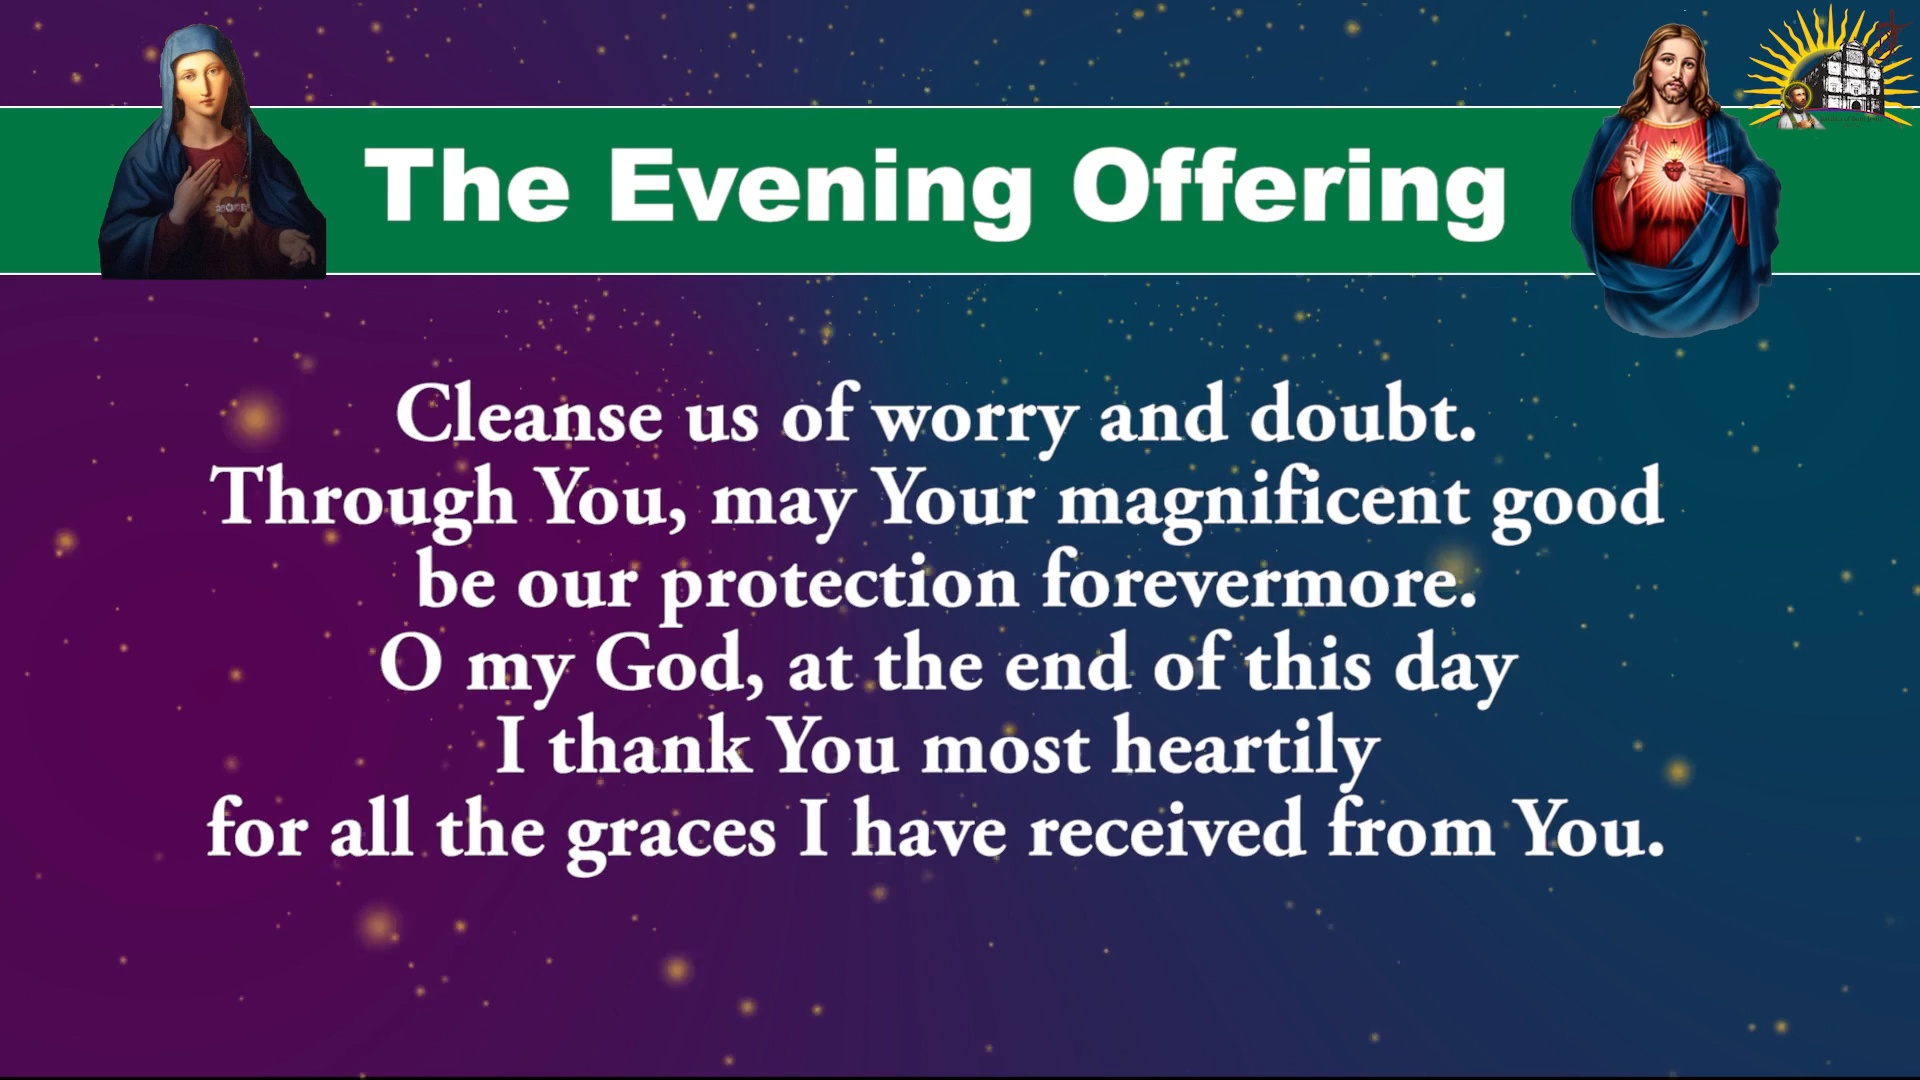 The Evening Offering
Cleanse us of worry and doubt.
Through You, may Your magnificent good
be our protection forevermore.
O my God, at the end of this day
I thank You most heartily
for all the graces I have received from You.